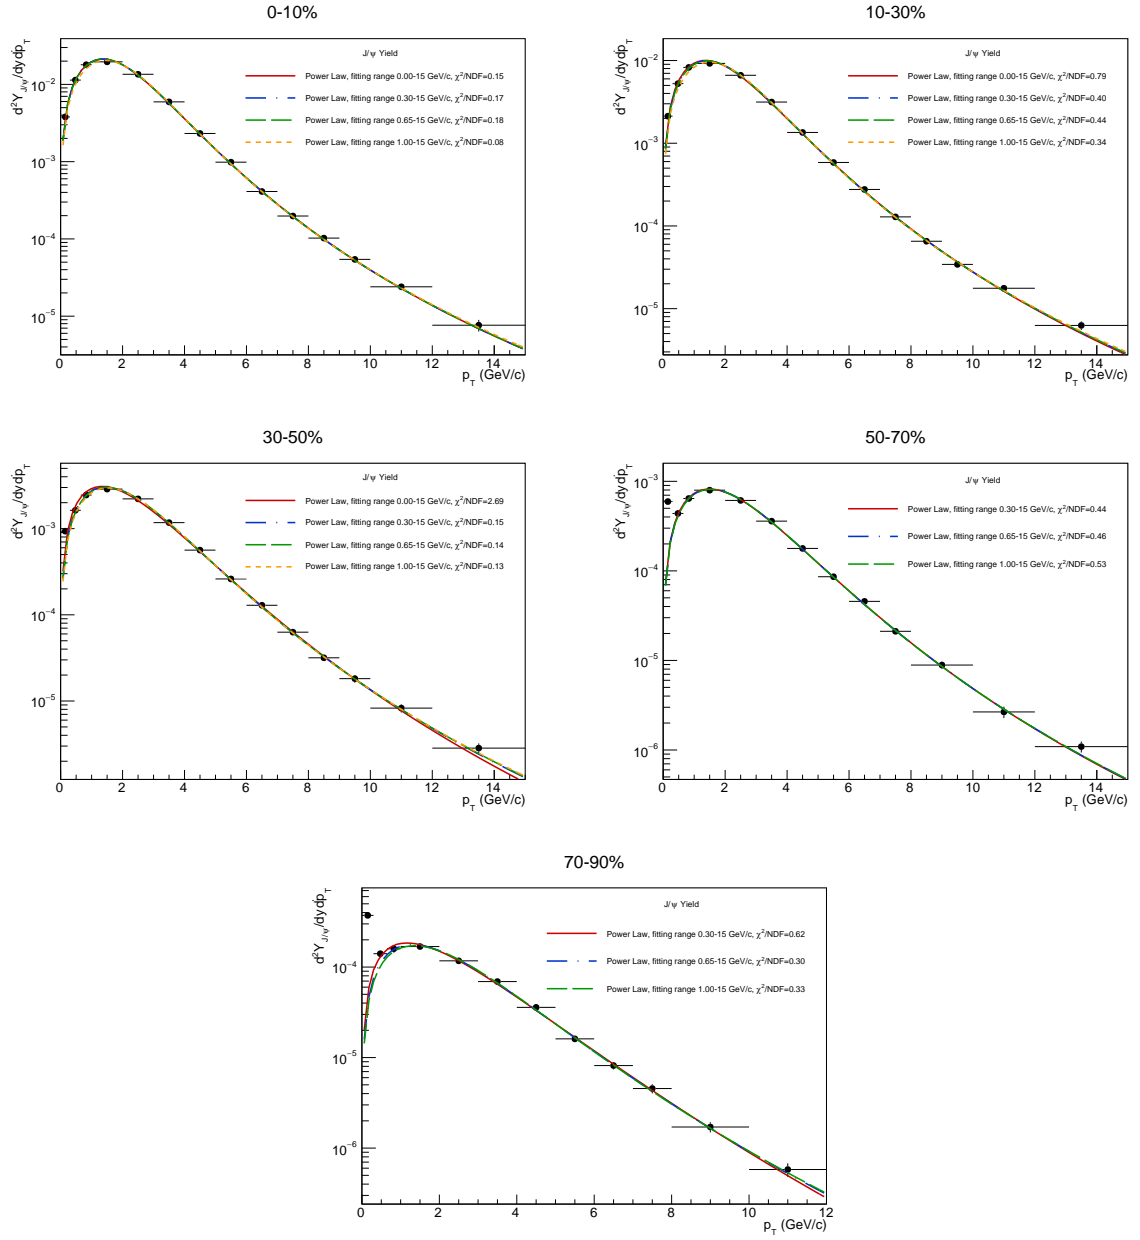 0-10%
d²Y_{J/ψ}/dydp_T
J/ψ Yield
Power Law, fitting range 0.00-15 GeV/c, χ²/NDF=0.15
Power Law, fitting range 0.30-15 GeV/c, χ²/NDF=0.17
Power Law, fitting range 0.65-15 GeV/c, χ²/NDF=0.18
Power Law, fitting range 1.00-15 GeV/c, χ²/NDF=0.08
10⁻²
10⁻³
10⁻⁴
10⁻⁵
0 2 4 6 8 10 12 14
p_T (GeV/c)
10-30%
d²Y_{J/ψ}/dydp_T
J/ψ Yield
Power Law, fitting range 0.00-15 GeV/c, χ²/NDF=0.79
Power Law, fitting range 0.30-15 GeV/c, χ²/NDF=0.40
Power Law, fitting range 0.65-15 GeV/c, χ²/NDF=0.44
Power Law, fitting range 1.00-15 GeV/c, χ²/NDF=0.34
10⁻²
10⁻³
10⁻⁴
10⁻⁵
0 2 4 6 8 10 12 14
p_T (GeV/c)
30-50%
d²Y_{J/ψ}/dydp_T
J/ψ Yield
Power Law, fitting range 0.00-15 GeV/c, χ²/NDF=2.69
Power Law, fitting range 0.30-15 GeV/c, χ²/NDF=0.15
Power Law, fitting range 0.65-15 GeV/c, χ²/NDF=0.14
Power Law, fitting range 1.00-15 GeV/c, χ²/NDF=0.13
10⁻³
10⁻⁴
10⁻⁵
0 2 4 6 8 10 12 14
p_T (GeV/c)
50-70%
d²Y_{J/ψ}/dydp_T
J/ψ Yield
Power Law, fitting range 0.30-15 GeV/c, χ²/NDF=0.44
Power Law, fitting range 0.65-15 GeV/c, χ²/NDF=0.46
Power Law, fitting range 1.00-15 GeV/c, χ²/NDF=0.53
10⁻³
10⁻⁴
10⁻⁵
10⁻⁶
0 2 4 6 8 10 12 14
p_T (GeV/c)
70-90%
d²Y_{J/ψ}/dydp_T
J/ψ Yield
Power Law, fitting range 0.30-15 GeV/c, χ²/NDF=0.62
Power Law, fitting range 0.65-15 GeV/c, χ²/NDF=0.30
Power Law, fitting range 1.00-15 GeV/c, χ²/NDF=0.33
10⁻⁴
10⁻⁵
10⁻⁶
0 2 4 6 8 10 12
p_T (GeV/c)